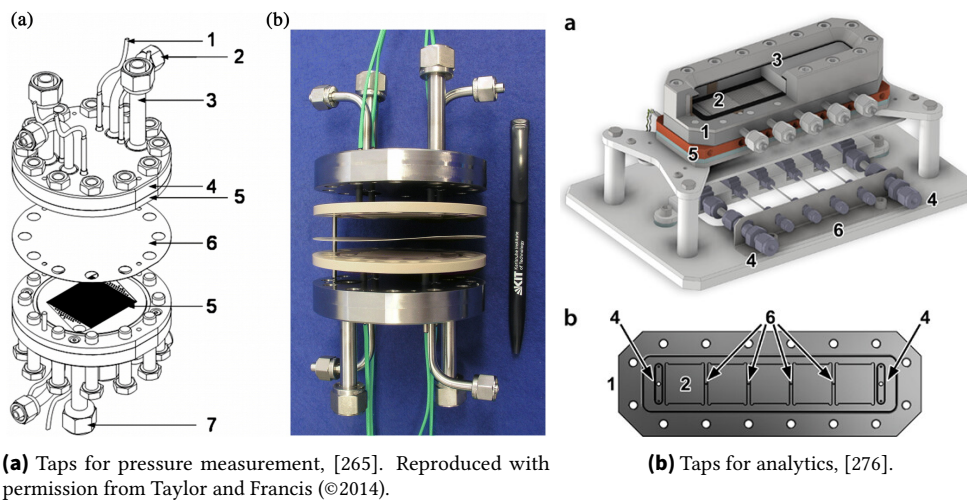 (a)
1
2
3
4
5
6
5
7
(b)
KIT
Karlsruhe Institute
of Technology
a
3
2
1
5
4
6
4
b
4
6
4
1
2
(a) Taps for pressure measurement, [265]. Reproduced with
permission from Taylor and Francis (©2014).
(b) Taps for analytics, [276].